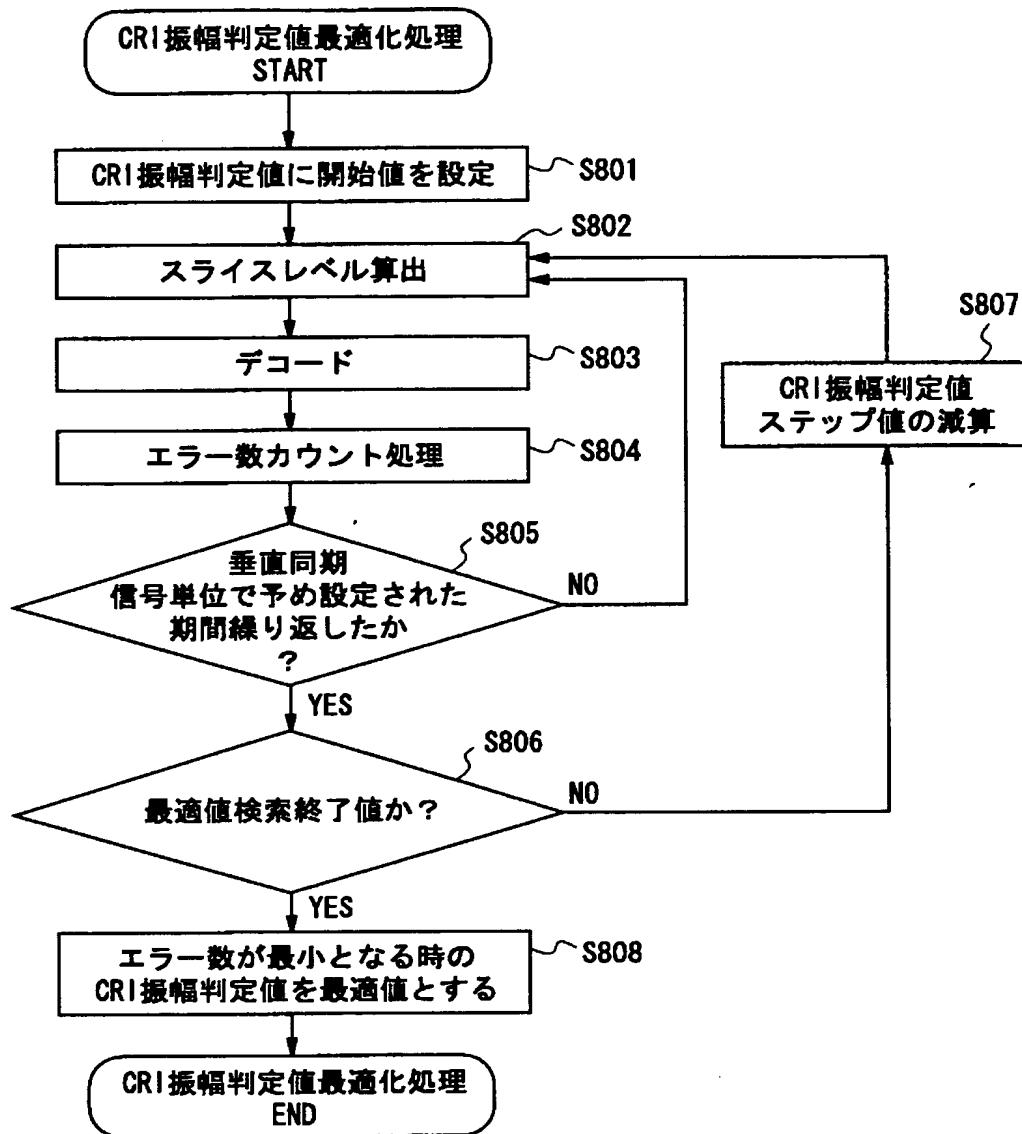 CRI振幅判定値最適化処理
START
CRI振幅判定値に開始値を設定
S801
S802
スライスレベル算出
S807
デコード
S803
CRI振幅判定値
ステップ値の減算
エラー数カウント処理
S804
S805
垂直同期
信号単位で予め設定された
期間繰り返したか
?
NO
YES
S806
最適値検索終了値か?
NO
YES
エラー数が最小となる時の
CRI振幅判定値を最適値とする
S808
CRI振幅判定値最適化処理
END